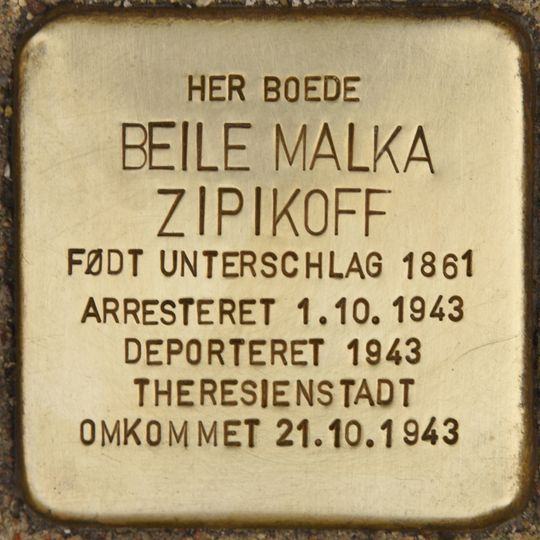 HER BOEDE
BEILE MALKA
ZIPIKOFF
FØDT UNTERSCHLAG 1861
ARRESTERET 1.10.1943
DEPORTERET 1943
THERESIENSTADT
OMKOMMET 21.10.1943